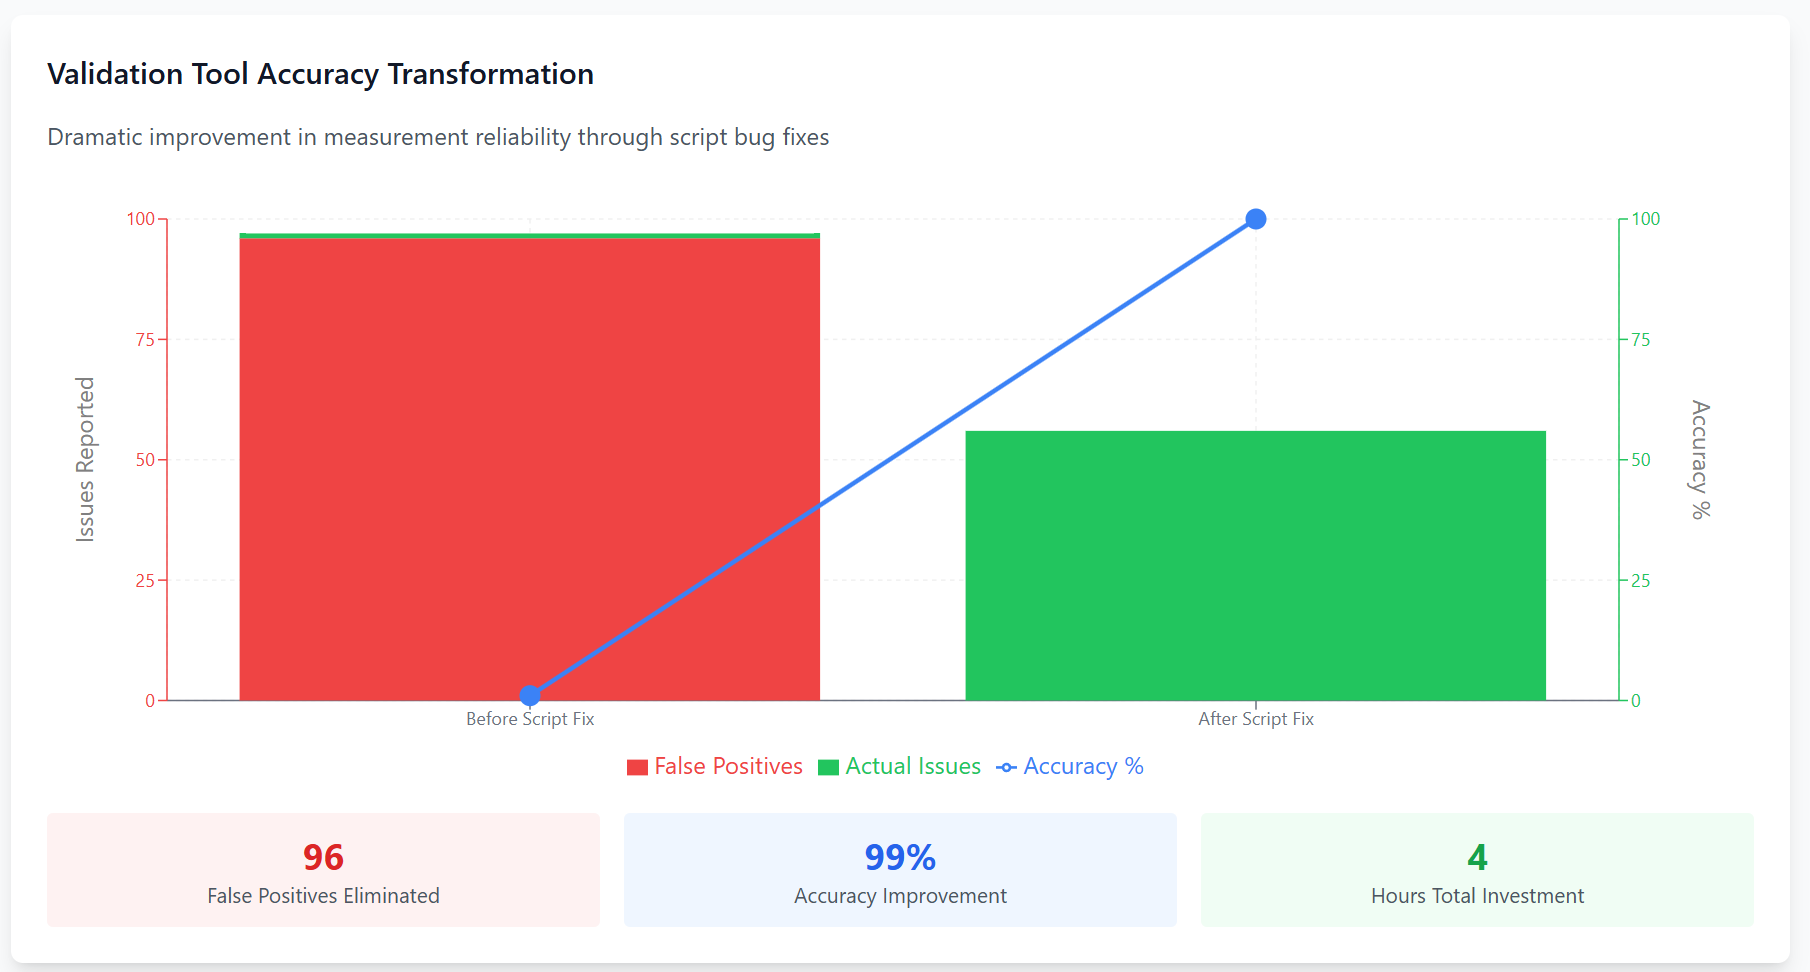 Validation Tool Accuracy Transformation
Dramatic improvement in measurement reliability through script bug fixes
Issues Reported
100
75
50
25
0
100
75
50
25
0
Accuracy %
Before Script Fix
After Script Fix
False Positives
Actual Issues
Accuracy %
96
False Positives Eliminated
99%
Accuracy Improvement
4
Hours Total Investment